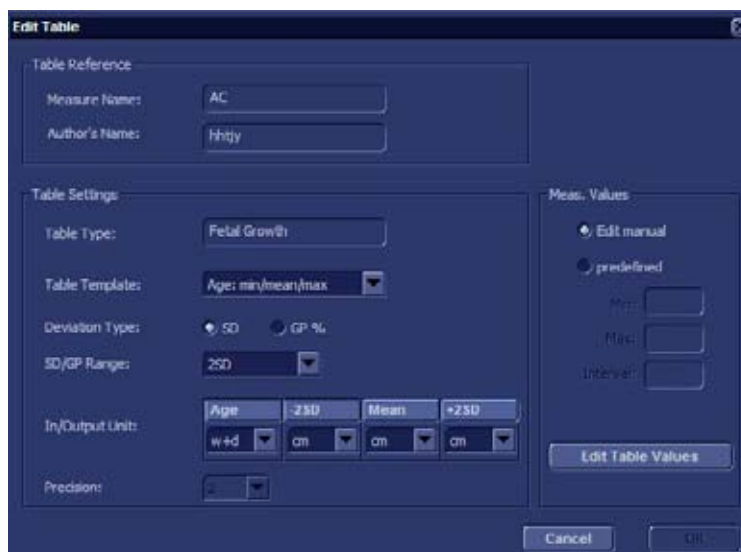 Edit Table
Table Reference
Measure Name: AC
Author's Name: hhtjy
Table Settings
Table Type: Fetal Growth
Table Template: Age: min/mean/max
Deviation Type: SD GP %
SD/GP Range: 2SD
In/Output Unit:
Age -2SD Mean +2SD
w+d cm cm cm
Precision: 2
Meas. Values
Edit manual
predefined
Min:
Max:
Interval:
Edit Table Values
Cancel OK